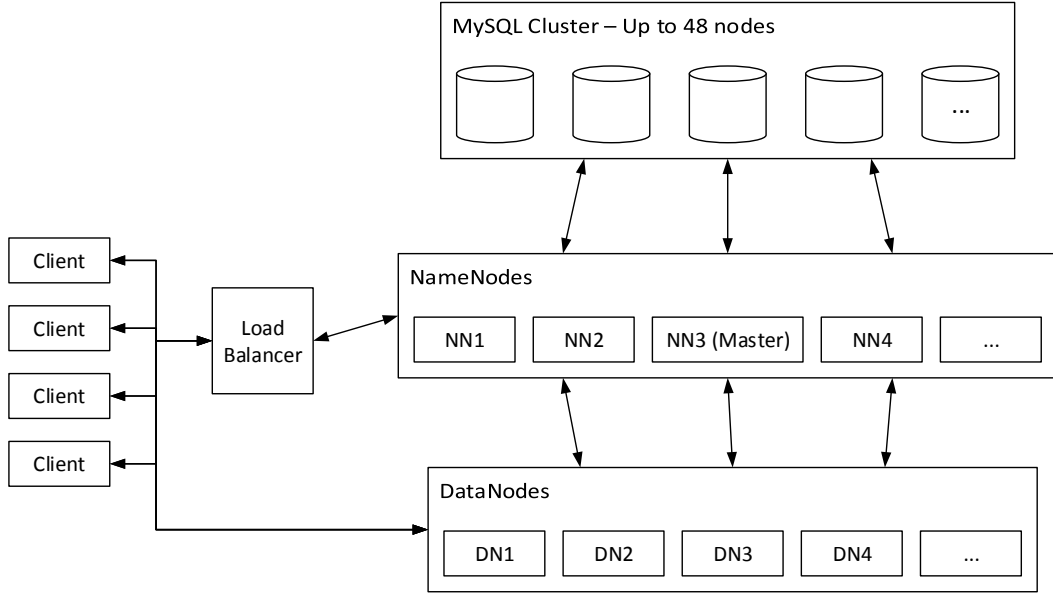 MySQL Cluster – Up to 48 nodes
...
Client
Client
Client
Client
Load
Balancer
NameNodes
NN1
NN2
NN3 (Master)
NN4
...
DataNodes
DN1
DN2
DN3
DN4
...